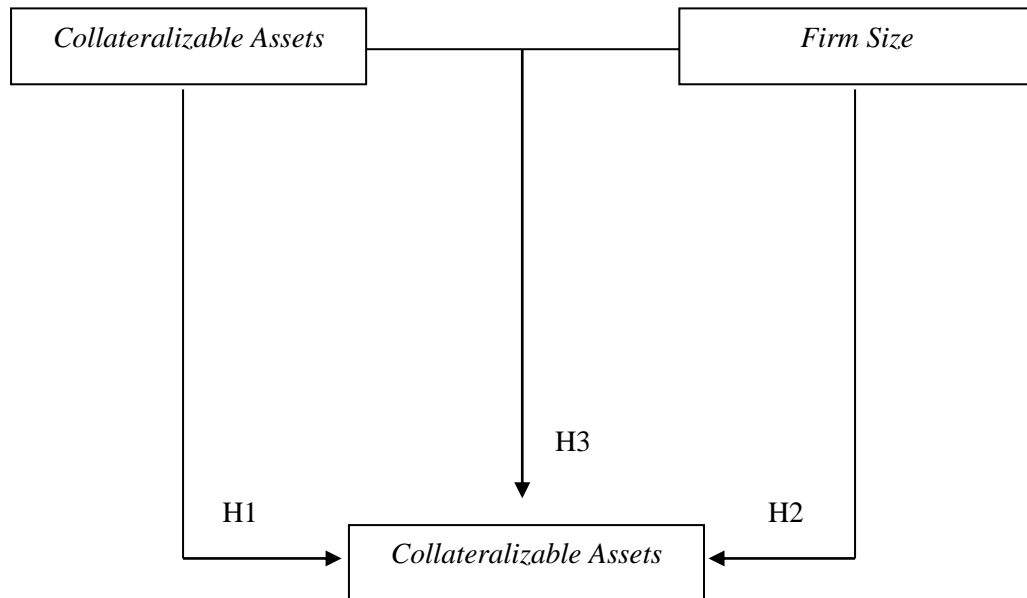 Collateralizable Assets
Firm Size
H3
H1
H2
Collateralizable Assets